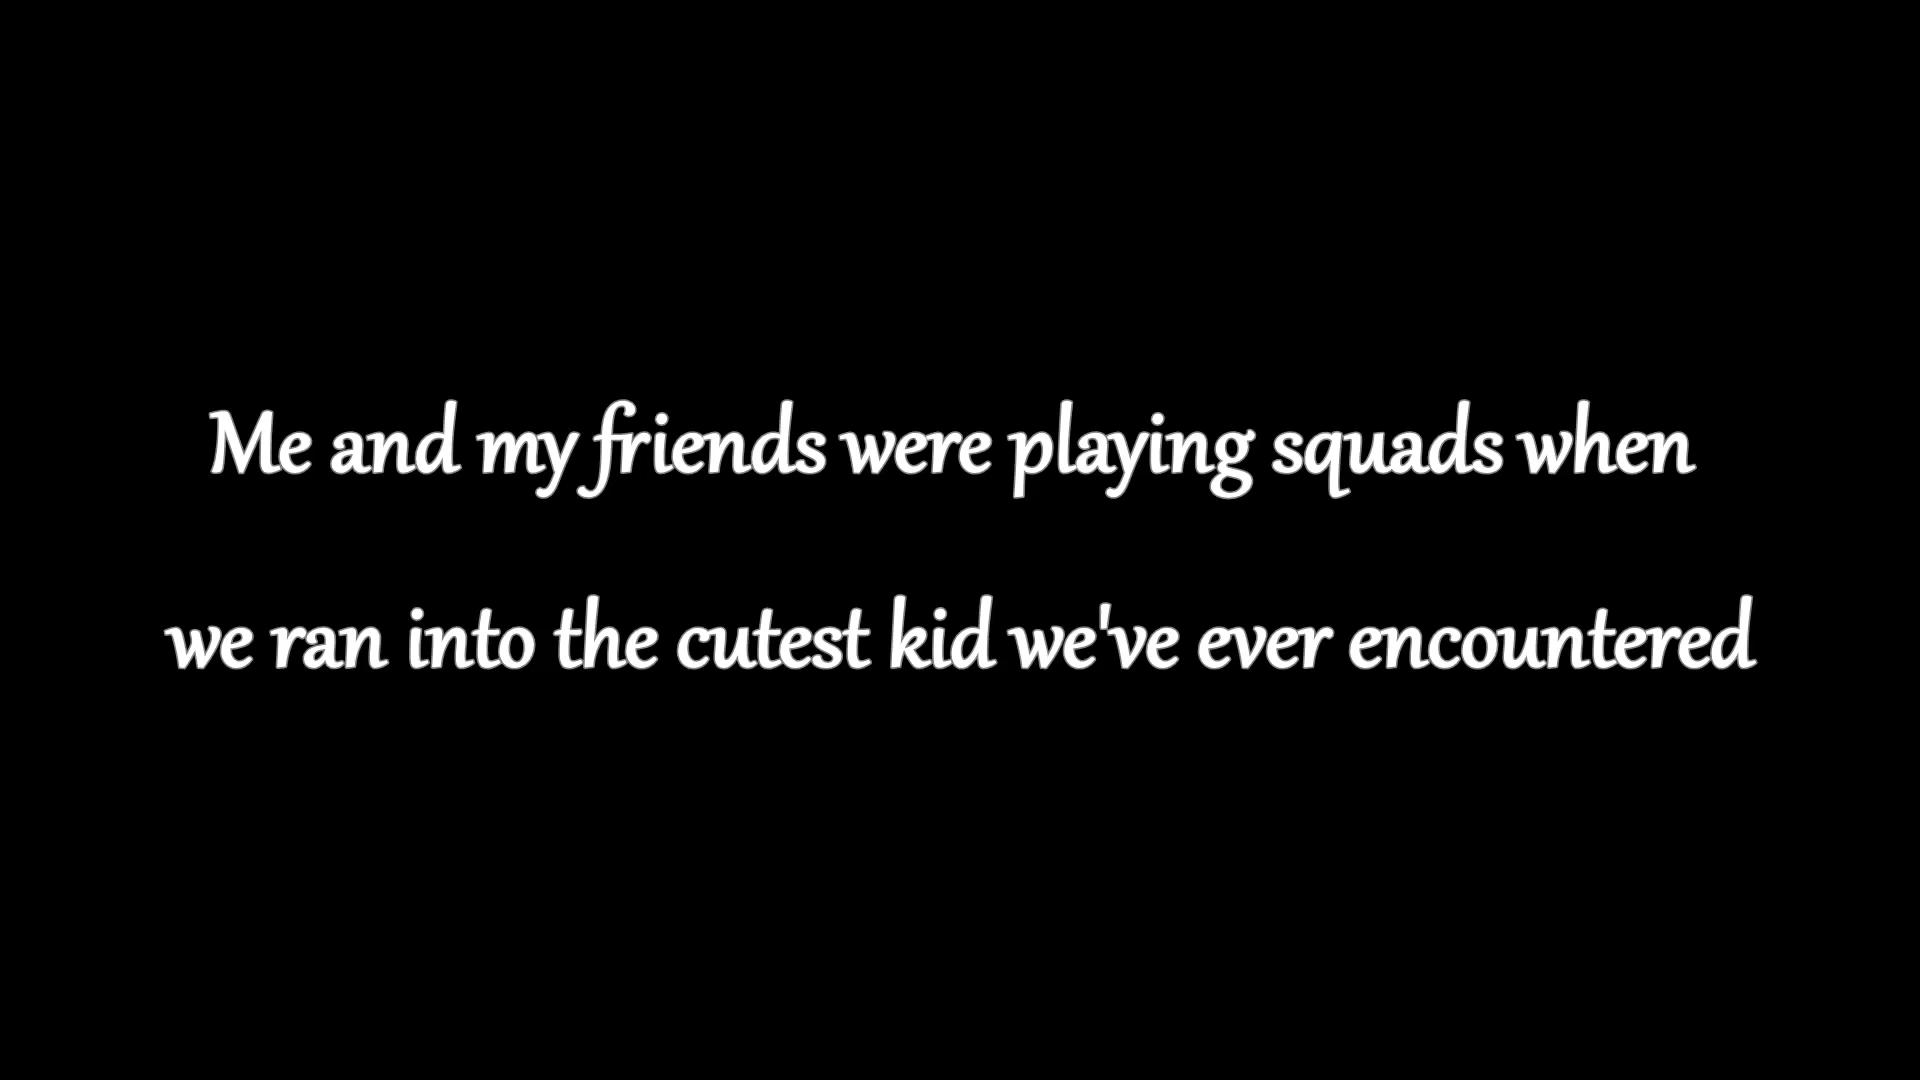 Me and my friends were playing squads when
we ran into the cutest kid we've ever encountered